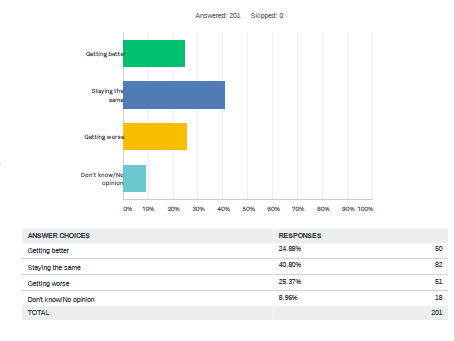 Answered: 201 Skipped: 0
Getting better
Staying the
same
Getting worse
Don't know/No
opinion
0% 10% 20% 30% 40% 50% 60% 70% 80% 90% 100%
ANSWER CHOICES RESPONSES
Getting better 24.88% 50
Staying the same 40.80% 82
Getting worse 25.37% 51
Don't know/No opinion 8.96% 18
TOTAL 201